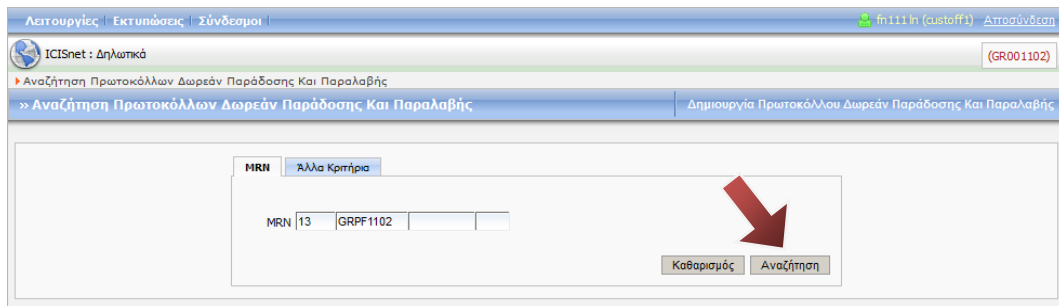 Λειτουργίες | Εκτυπώσεις | Σύνδεσμοι | fn111 ln (custoff1) Αποσύνδεση
ICISnet : Δηλωτικά (GR001102)
Αναζήτηση Πρωτοκόλλων Δωρεάν Παράδοσης Και Παραλαβής
» Αναζήτηση Πρωτοκόλλων Δωρεάν Παράδοσης Και Παραλαβής Δημιουργία Πρωτοκόλλου Δωρεάν Παράδοσης Και Παραλαβής
MRN Άλλα Κριτήρια
MRN 13 GRPF1102
Καθαρισμός Αναζήτηση